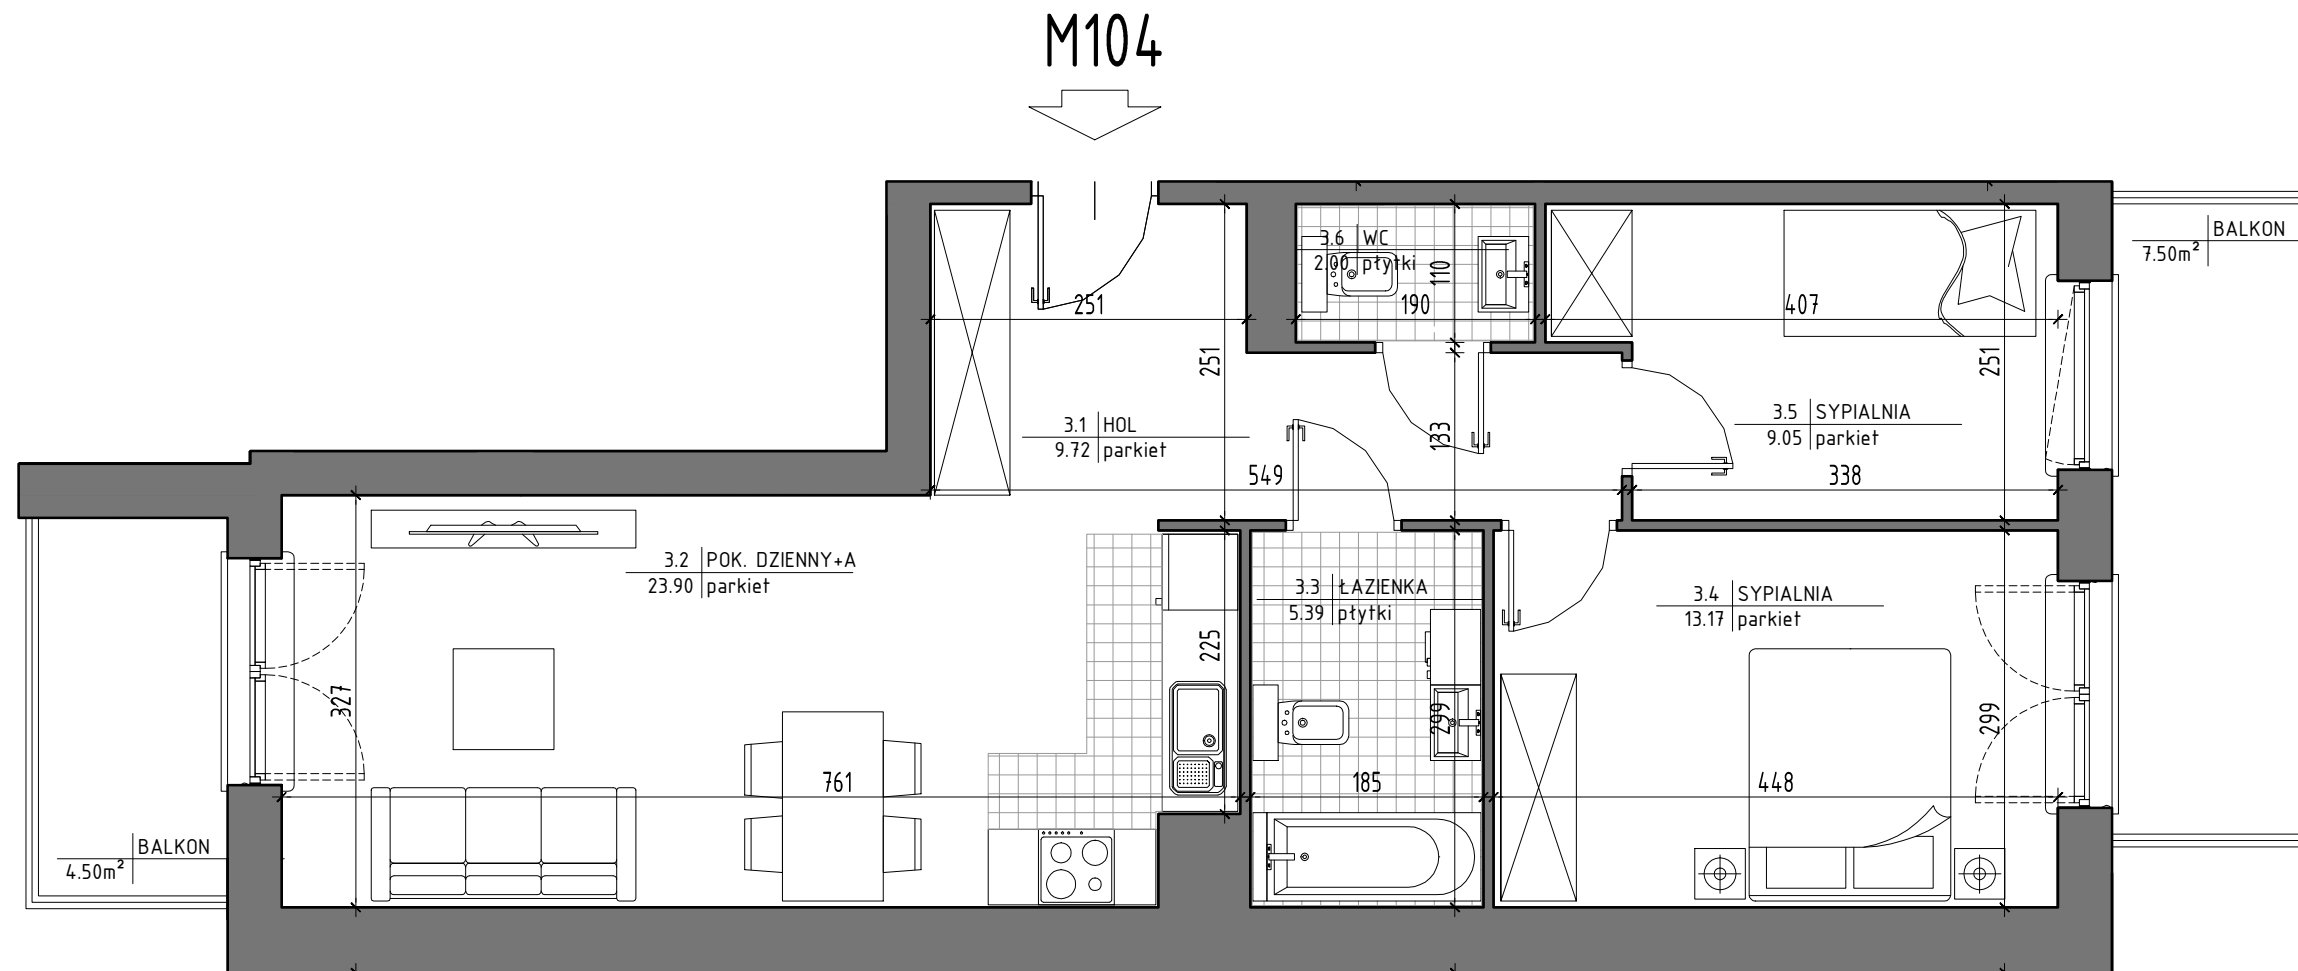 M104
3.6 WC
2.00 płytki
110
190
251
251
407
251
BALKON
7.50m²
3.1 HOL
9.72 parkiet
133
549
3.5 SYPIALNIA
9.05 parkiet
338
3.2 POK. DZIENNY+A
23.90 parkiet
327
761
225
3.3 ŁAZIENKA
5.39 płytki
299
185
3.4 SYPIALNIA
13.17 parkiet
299
448
BALKON
4.50m²